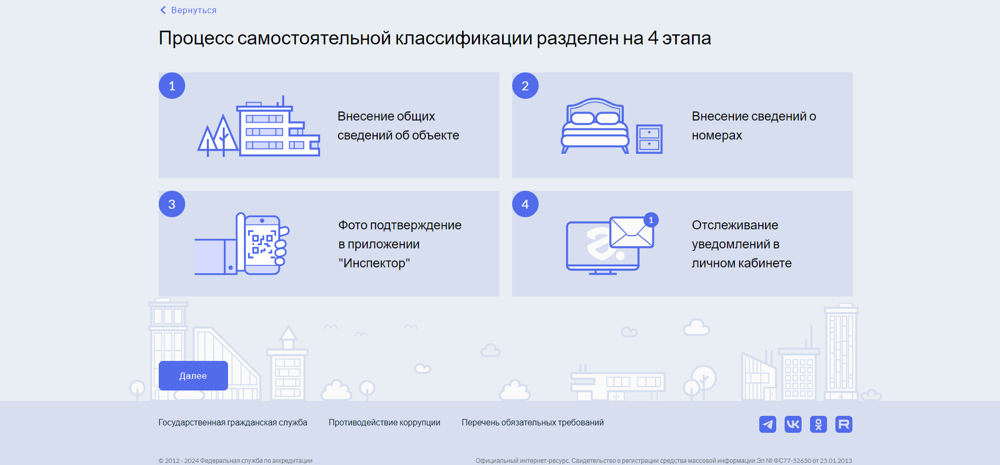 Вернуться
Процесс самостоятельной классификации разделен на 4 этапа
1
Внесение общих
сведений об объекте
2
Внесение сведений о
номерах
3
Фото подтверждение
в приложении
"Инспектор"
4
1
Отслеживание
уведомлений в
личном кабинете
Далее
Государственная гражданская служба
Противодействие коррупции
Перечень обязательных требований
© 2012 - 2024 Федеральная служба по аккредитации
Официальный интернет-ресурс. Свидетельство о регистрации средства массовой информации Эл № ФС77-52650 от 25.01.2013